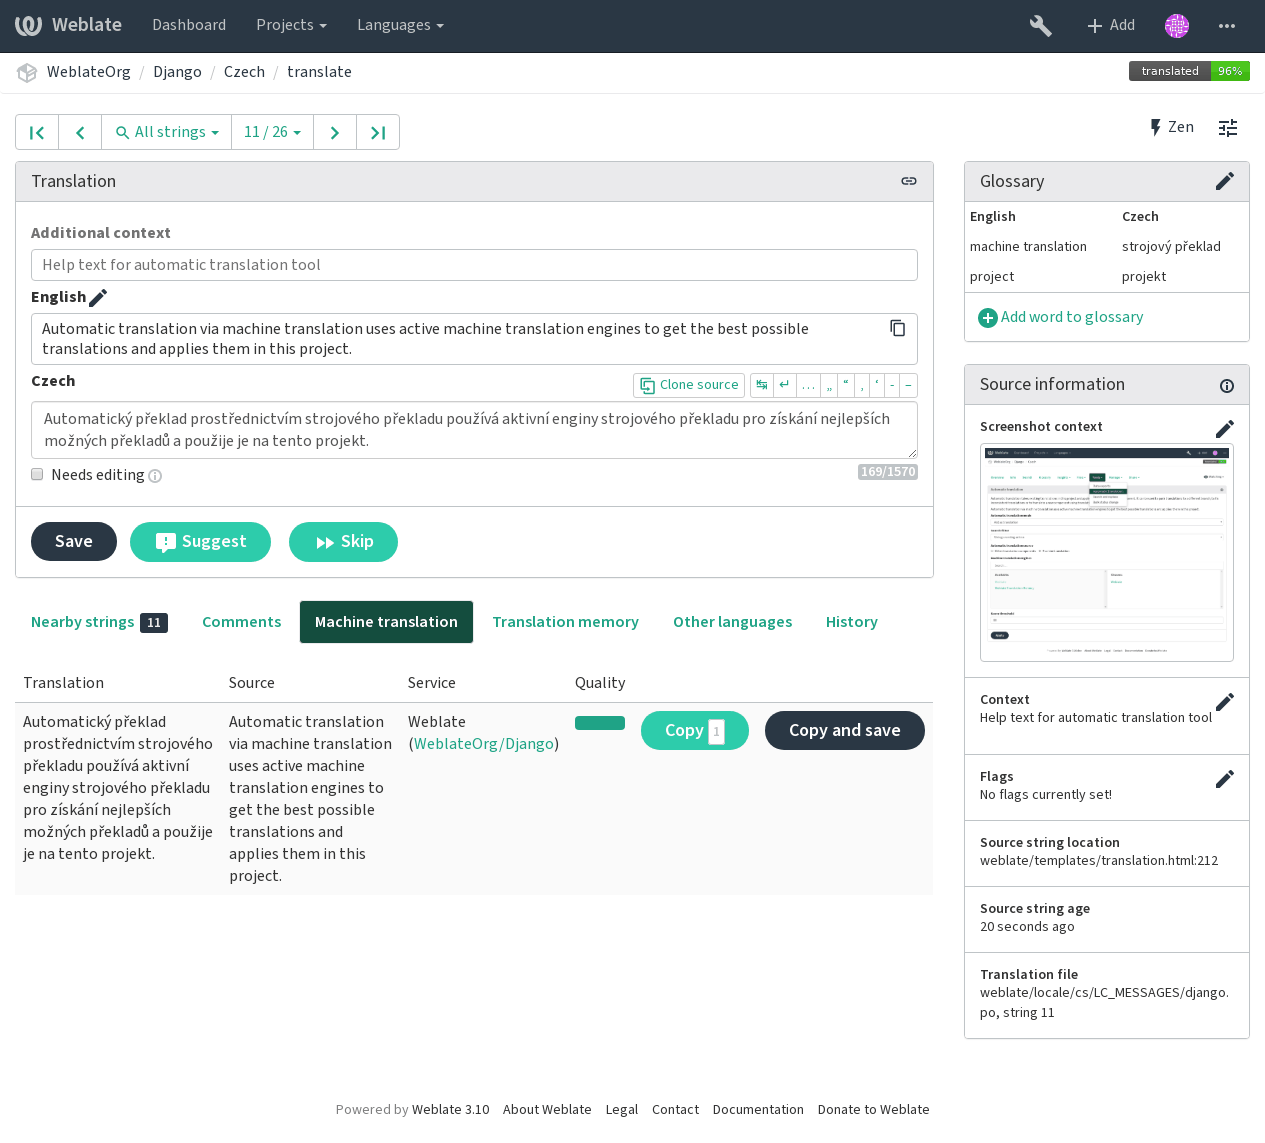 Weblate Dashboard Projects Languages Add
WeblateOrg / Django / Czech / translate
translated 96%
All strings 11 / 26
Zen
Translation
Additional context
Help text for automatic translation tool
English
Automatic translation via machine translation uses active machine translation engines to get the best possible
translations and applies them in this project.
Czech
Clone source ↹ ↵ … „ “ ‚ ‘ - –
Automatický překlad prostřednictvím strojového překladu používá aktivní enginy strojového překladu pro získání nejlepších
možných překladů a použije je na tento projekt.
Needs editing
169/1570
Save Suggest Skip
Nearby strings 11 Comments Machine translation Translation memory Other languages History
Translation Source Service Quality
Automatický překlad
prostřednictvím strojového
překladu používá aktivní
enginy strojového překladu
pro získání nejlepších
možných překladů a použije
je na tento projekt.
Automatic translation
via machine translation
uses active machine
translation engines to
get the best possible
translations and
applies them in this
project.
Weblate
(WeblateOrg/Django)
Copy 1
Copy and save
Glossary
English Czech
machine translation strojový překlad
project projekt
Add word to glossary
Source information
Screenshot context
Context
Help text for automatic translation tool
Flags
No flags currently set!
Source string location
weblate/templates/translation.html:212
Source string age
20 seconds ago
Translation file
weblate/locale/cs/LC_MESSAGES/django.
po, string 11
Powered by Weblate 3.10 About Weblate Legal Contact Documentation Donate to Weblate